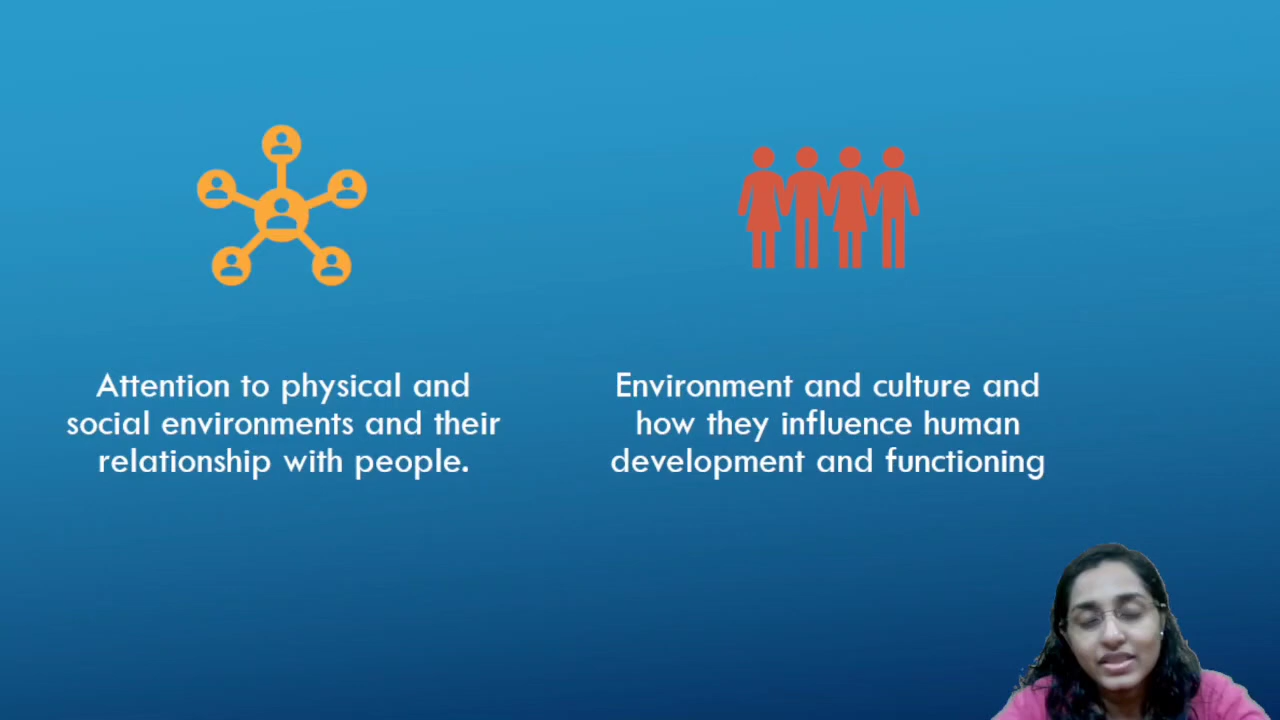 Attention to physical and
social environments and their
relationship with people.
Environment and culture and
how they influence human
development and functioning